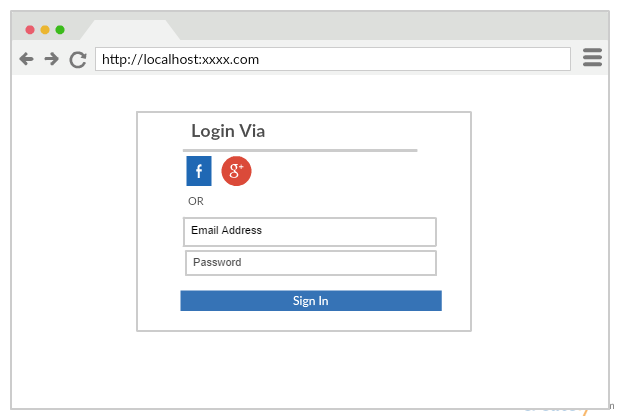 http://localhost:xxxx.com
Login Via
f
g+
OR
Email Address
Password
Sign In